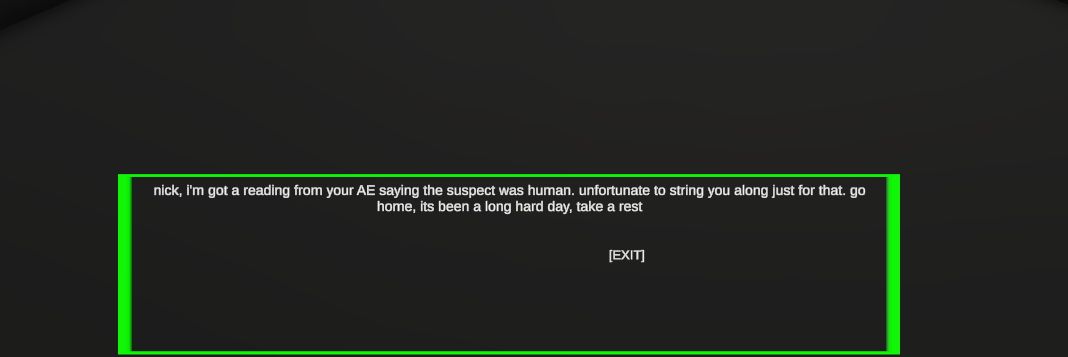 nick, i'm got a reading from your AE saying the suspect was human. unfortunate to string you along just for that. go
home, its been a long hard day, take a rest
[EXIT]